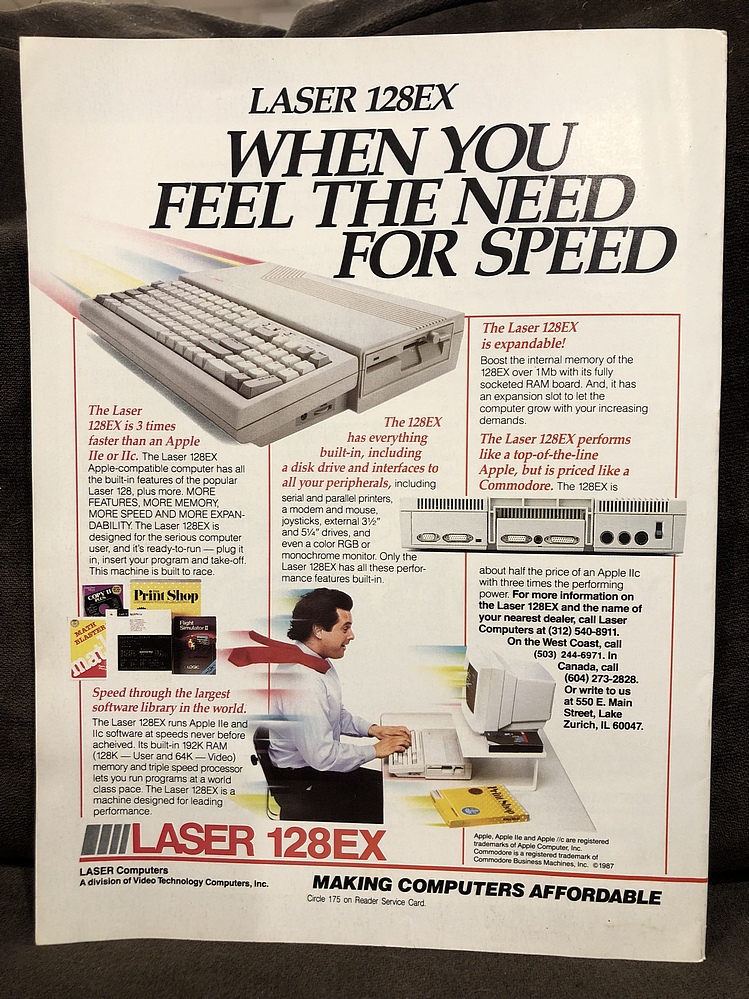 LASER 128EX
WHEN YOU
FEEL THE NEED
FOR SPEED
The Laser
128EX is 3 times
faster than an Apple
IIe or IIc. The Laser 128EX
Apple-compatible computer has all
the built-in features of the popular
Laser 128, plus more. MORE
FEATURES, MORE MEMORY,
MORE SPEED AND MORE EXPAN-
DABILITY. The Laser 128EX is
designed for the serious computer
user, and it's ready-to-run — plug it
in, insert your program and take-off.
This machine is built to race.
The 128EX
has everything
built-in, including
a disk drive and interfaces to
all your peripherals, including
serial and parallel printers,
a modem and mouse,
joysticks, external 3½"
and 5¼" drives, and
even a color RGB or
monochrome monitor. Only the
Laser 128EX has all these perfor-
mance features built-in.
The Laser 128EX
is expandable!
Boost the internal memory of the
128EX over 1Mb with its fully
socketed RAM board. And, it has
an expansion slot to let the
computer grow with your increasing
demands.
The Laser 128EX performs
like a top-of-the-line
Apple, but is priced like a
Commodore. The 128EX is
about half the price of an Apple IIc
with three times the performing
power. For more information on
the Laser 128EX and the name of
your nearest dealer, call Laser
Computers at (312) 540-8911.
On the West Coast, call
(503) 244-6971. In
Canada, call
(604) 273-2828.
Or write to us
at 550 E. Main
Street, Lake
Zurich, IL 60047.
COPY II
PLUS
Print Shop
MATH
BLASTER
Flight
Simulator II
subLOGIC
Speed through the largest
software library in the world.
The Laser 128EX runs Apple IIe and
IIc software at speeds never before
acheived. Its built-in 192K RAM
(128K — User and 64K — Video)
memory and triple speed processor
lets you run programs at a world
class pace. The Laser 128EX is a
machine designed for leading
performance.
Print Shop
LASER 128EX
Apple, Apple IIe and Apple //c are registered
trademarks of Apple Computer, Inc.
Commodore is a registered trademark of
Commodore Business Machines, Inc. ©1987
LASER Computers
A division of Video Technology Computers, Inc.
MAKING COMPUTERS AFFORDABLE
Circle 175 on Reader Service Card.